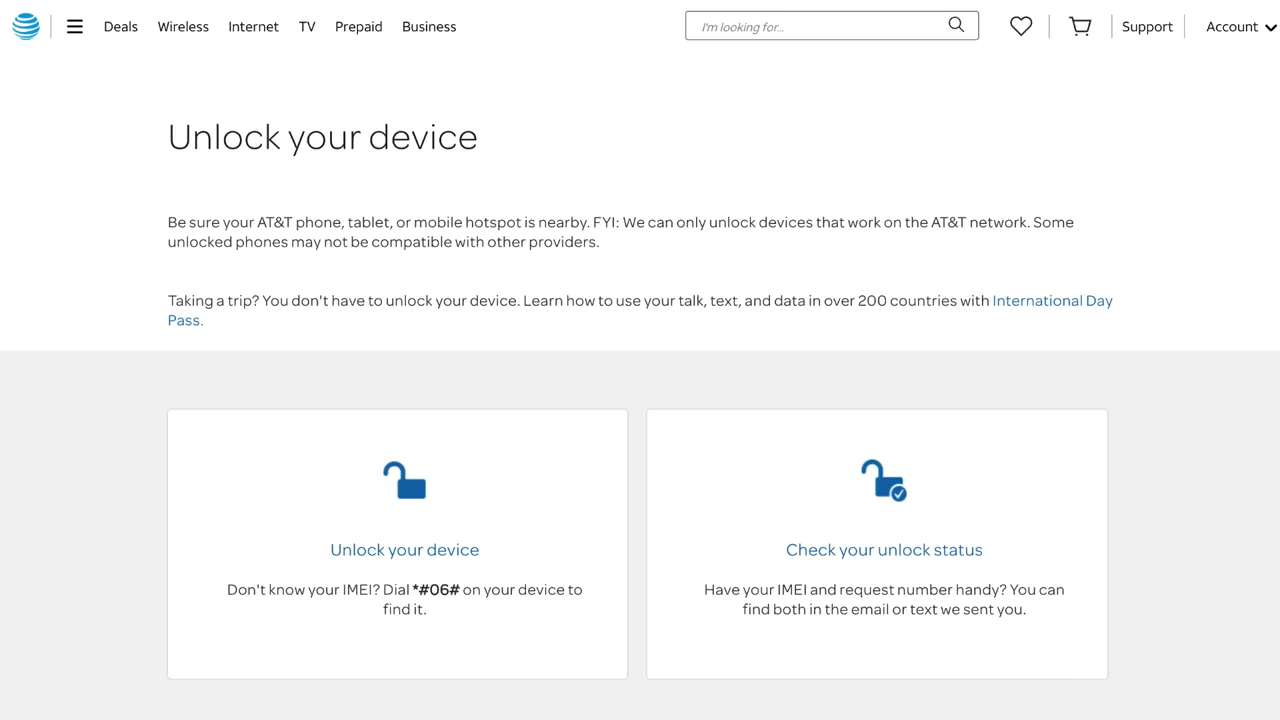 Deals Wireless Internet TV Prepaid Business I'm looking for... Support Account
Unlock your device
Be sure your AT&T phone, tablet, or mobile hotspot is nearby. FYI: We can only unlock devices that work on the AT&T network. Some
unlocked phones may not be compatible with other providers.
Taking a trip? You don't have to unlock your device. Learn how to use your talk, text, and data in over 200 countries with International Day
Pass.
Unlock your device
Don't know your IMEI? Dial *#06# on your device to
find it.
Check your unlock status
Have your IMEI and request number handy? You can
find both in the email or text we sent you.